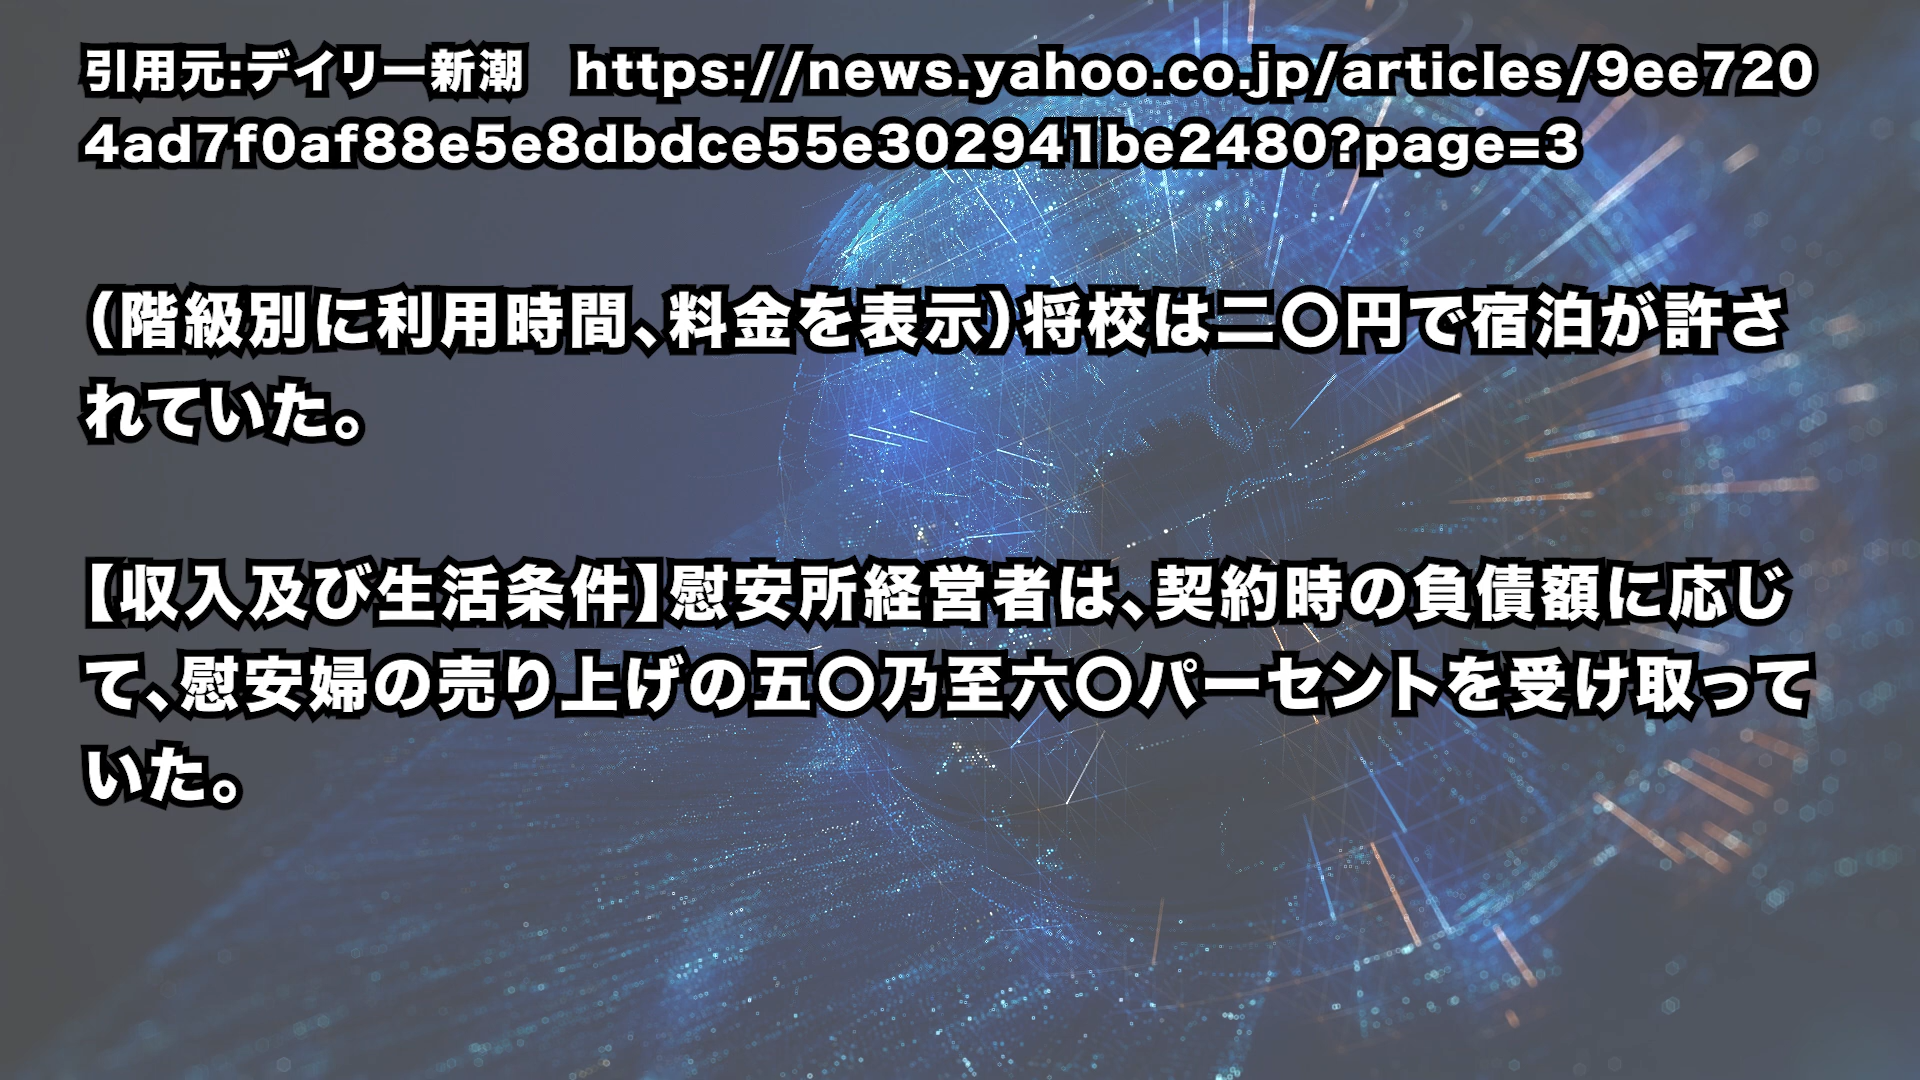 引用元:デイリー新潮　https://news.yahoo.co.jp/articles/9ee720
4ad7f0af88e5e8dbdce55e302941be2480?page=3
（階級別に利用時間、料金を表示）将校は二〇円で宿泊が許さ
れていた。
【収入及び生活条件】慰安所経営者は、契約時の負債額に応じ
て、慰安婦の売り上げの五〇乃至六〇パーセントを受け取って
いた。